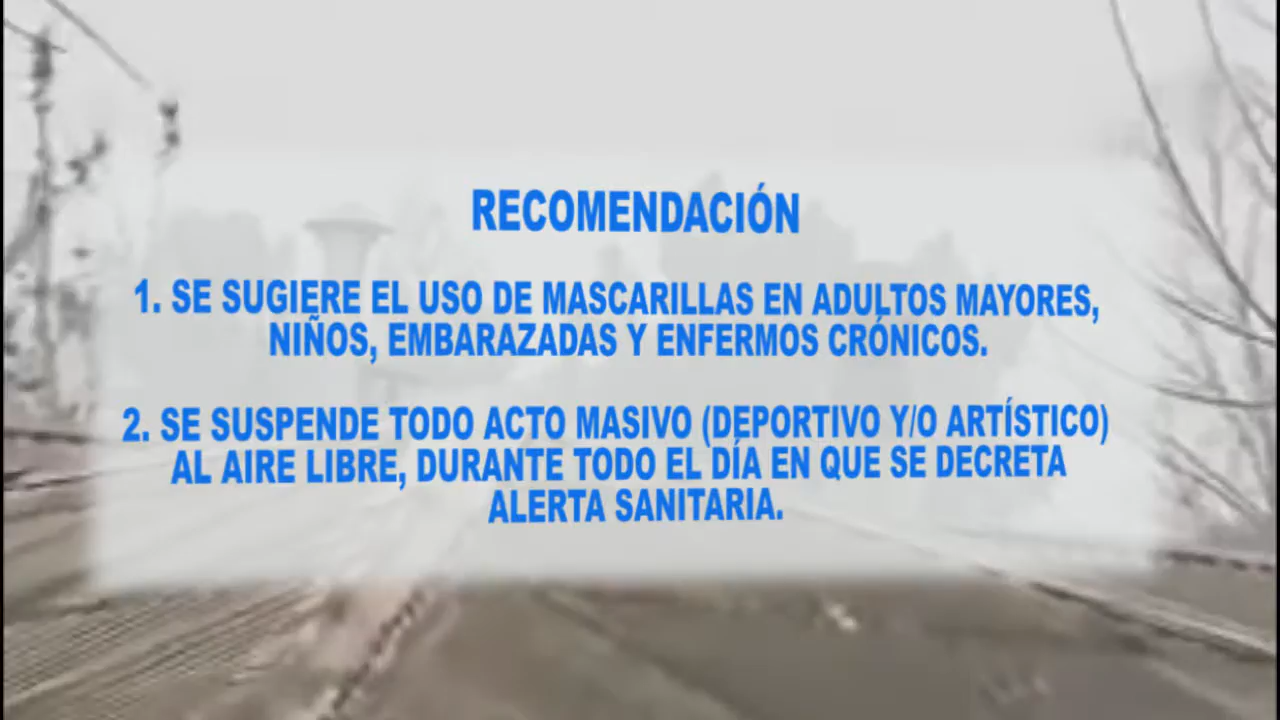 RECOMENDACIÓN
1. SE SUGIERE EL USO DE MASCARILLAS EN ADULTOS MAYORES,
NIÑOS, EMBARAZADAS Y ENFERMOS CRÓNICOS.
2. SE SUSPENDE TODO ACTO MASIVO (DEPORTIVO Y/O ARTÍSTICO)
AL AIRE LIBRE, DURANTE TODO EL DÍA EN QUE SE DECRETA
ALERTA SANITARIA.